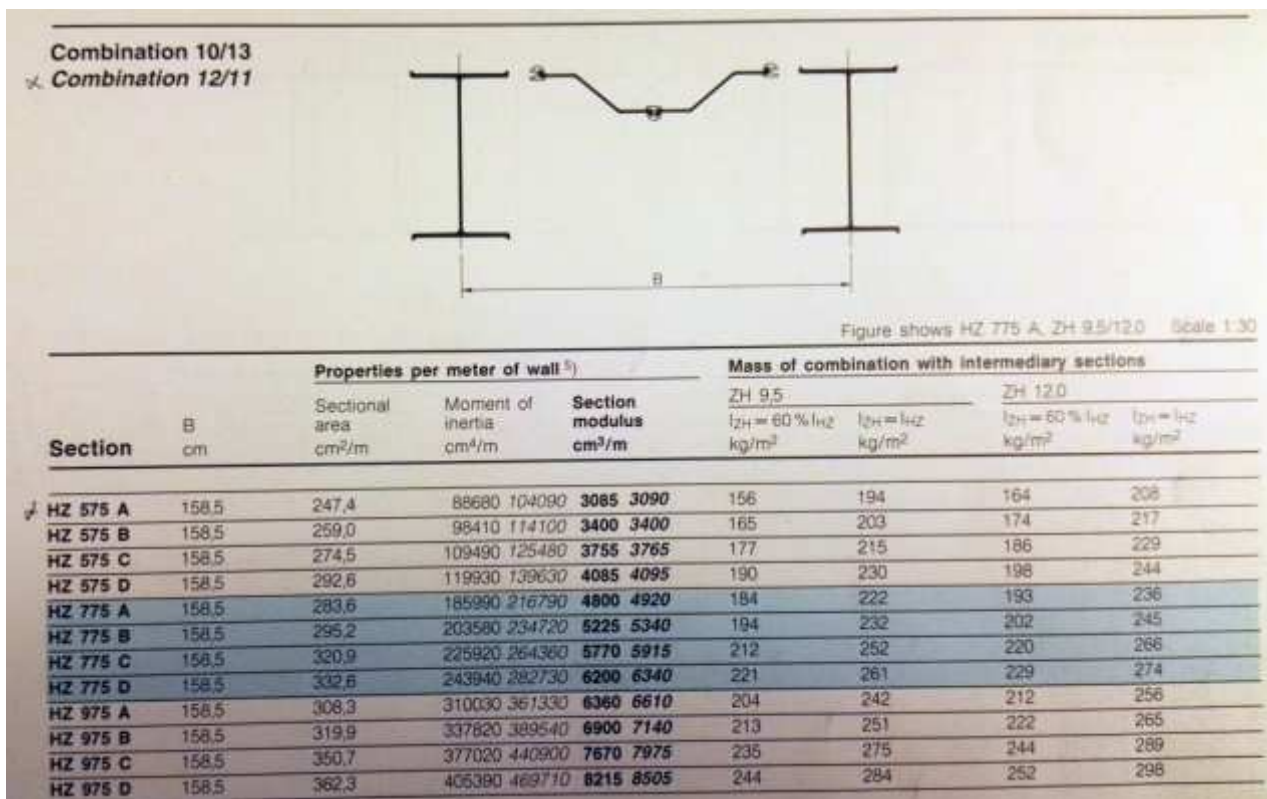 Combination 10/13
Combination 12/11
B
Figure shows HZ 775 A, ZH 9.5/12.0 Scale 1:30
Properties per meter of wall 5)
Mass of combination with intermediary sections
ZH 9,5 ZH 12,0
Section B cm Sectional area cm²/m Moment of inertia cm⁴/m Section modulus cm³/m IZH = 60 % IHZ kg/m² IZH = IHZ kg/m² IZH = 60 % IHZ kg/m² IZH = IHZ kg/m²
HZ 575 A 158,5 247,4 88680 104090 3085 3090 156 194 164 208
HZ 575 B 158,5 259,0 98410 114100 3400 3400 165 203 174 217
HZ 575 C 158,5 274,5 109490 125480 3755 3765 177 215 186 229
HZ 575 D 158,5 292,6 119930 139630 4085 4095 190 230 198 244
HZ 775 A 158,5 283,6 185990 216790 4800 4920 184 222 193 236
HZ 775 B 158,5 295,2 203580 234720 5225 5340 194 232 202 245
HZ 775 C 158,5 320,9 225920 264360 5770 5915 212 252 220 266
HZ 775 D 158,5 332,6 243940 282730 6200 6340 221 261 229 274
HZ 975 A 158,5 308,3 310030 361330 6360 6610 204 242 212 256
HZ 975 B 158,5 319,9 337820 389540 6900 7140 213 251 222 265
HZ 975 C 158,5 350,7 377020 440900 7670 7975 235 275 244 289
HZ 975 D 158,5 362,3 405390 469710 8215 8505 244 284 252 298